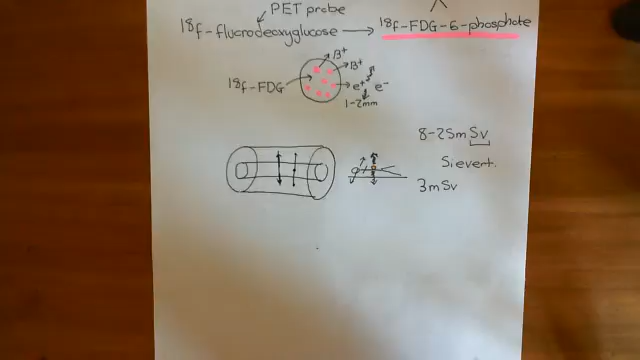 PET probe
18f-fluorodeoxyglucose → 18f-FDG-6-phosphate
β+
β+
18f-FDG
e+ e-
1-2mm
8-25mSv
Sievert.
3mSv